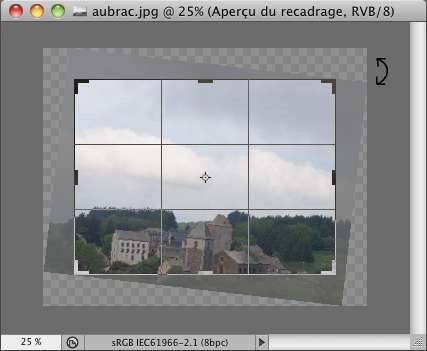 aubrac.jpg @ 25% (Aperçu du recadrage, RVB/8)
25 %
sRGB IEC61966-2.1 (8bpc)